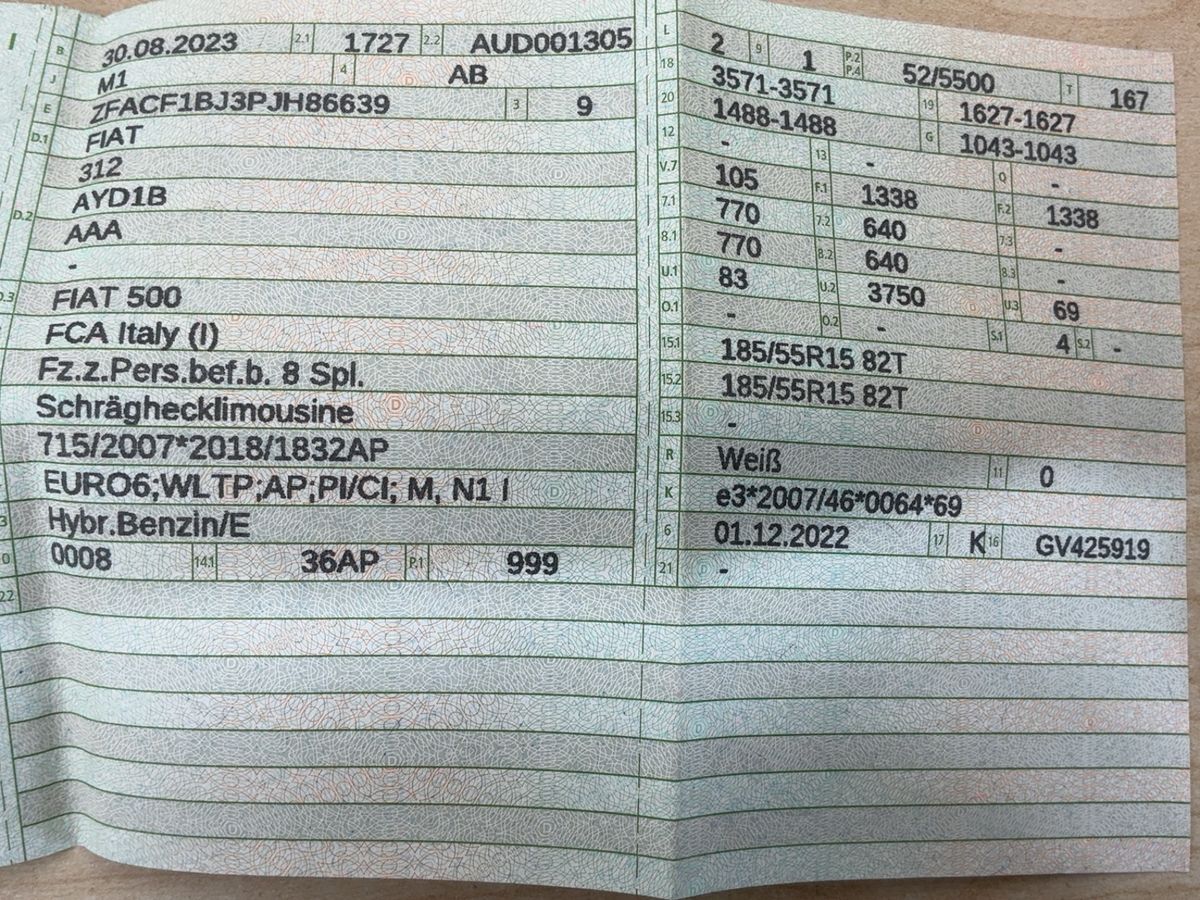 I
B 30.08.2023 2.1 1727 2.2 AUD001305
J M1 4 AB
E ZFACF1BJ3PJH86639 3 9
D.1 FIAT
312
D.2 AYD1B
AAA
-
D.3 FIAT 500
FCA Italy (I)
Fz.z.Pers.bef.b. 8 Spl.
Schräghecklimousine
715/2007*2018/1832AP
EURO6;WLTP;AP;PI/CI; M, N1 I
Hybr.Benzin/E
0008 14.1 36AP P.1 999
22
L 2 9 1 P.2 P.4 52/5500 T 167
18 3571-3571 19 1627-1627
20 1488-1488 G 1043-1043
12 - 13 - Q -
V.7 105 F.1 1338 F.2 1338
7.1 770 7.2 640 7.3 -
8.1 770 8.2 640 8.3 -
U.1 83 U.2 3750 U.3 69
O.1 - O.2 - S.1 4 S.2 -
15.1 185/55R15 82T
15.2 185/55R15 82T
15.3 -
R Weiß 11 0
K e3*2007/46*0064*69
6 01.12.2022 17 K 16 GV425919
21 -